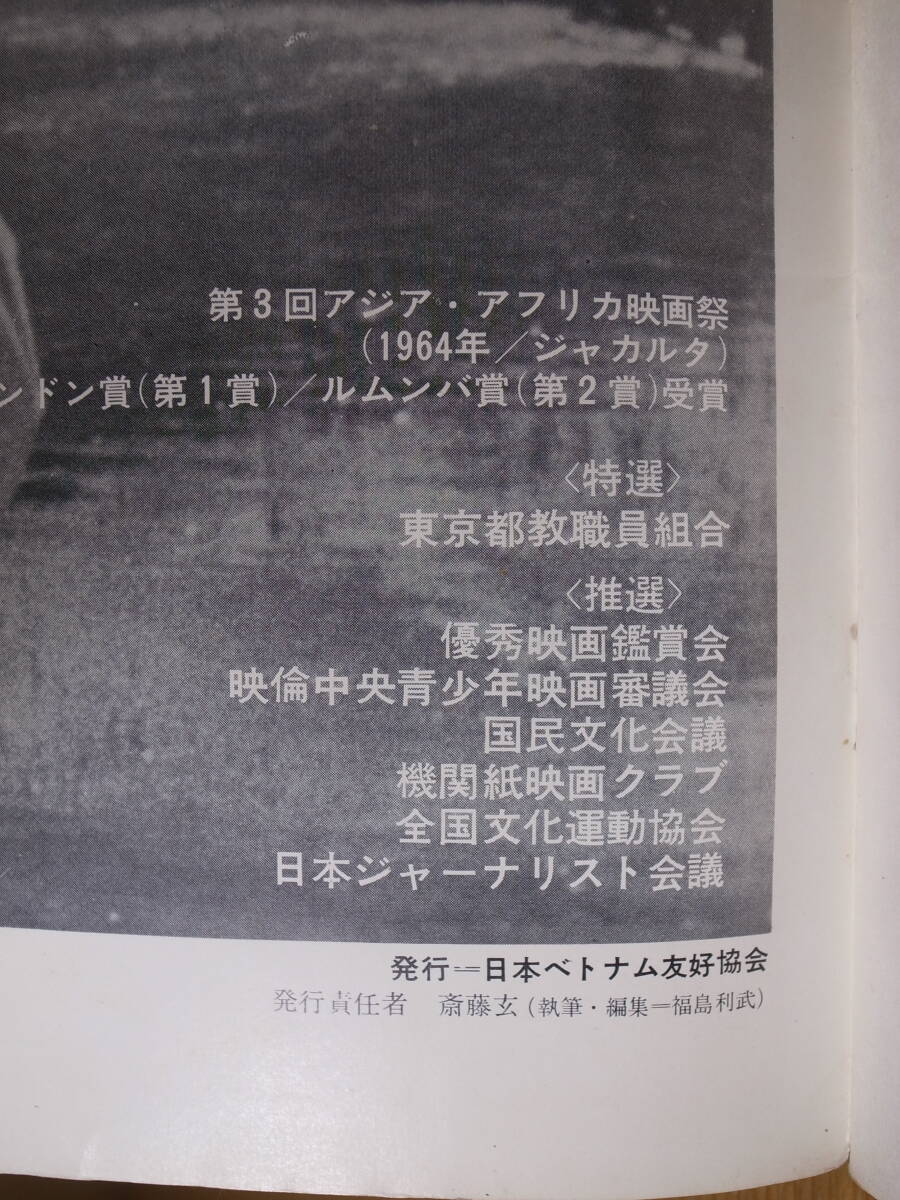 第3回アジア・アフリカ映画祭
(1964年/ジャカルタ)
ンドン賞(第1賞)/ルムンバ賞(第2賞)受賞
〈特選〉
東京都教職員組合
〈推選〉
優秀映画鑑賞会
映倫中央青少年映画審議会
国民文化会議
機関紙映画クラブ
全国文化運動協会
日本ジャーナリスト会議
発行=日本ベトナム友好協会
発行責任者 斎藤玄(執筆・編集=福島利武)